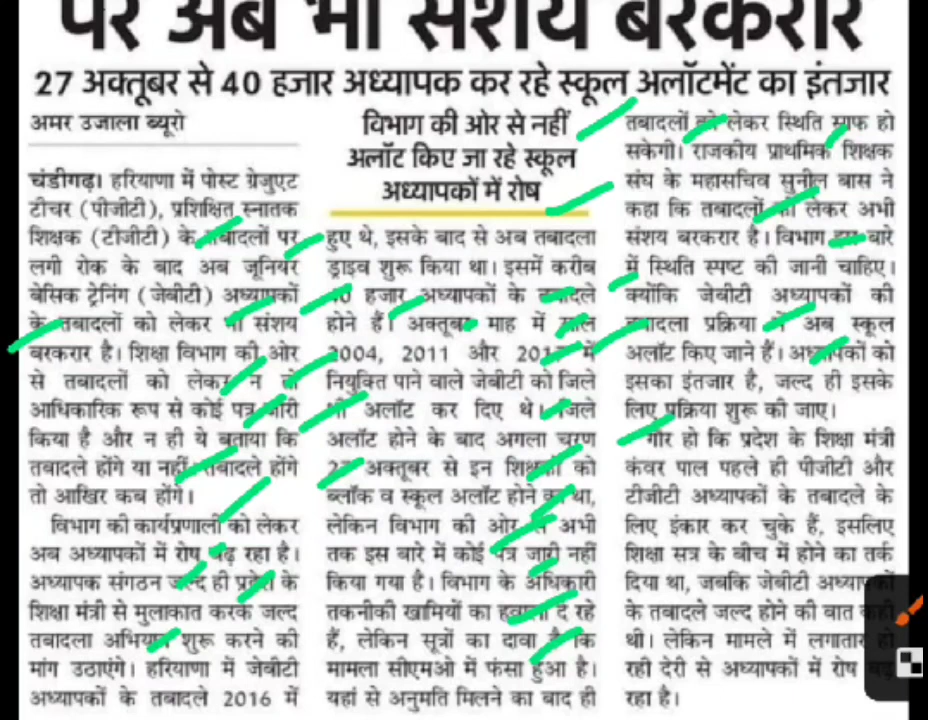 पर अब भी संशय बरकरार
27 अक्तूबर से 40 हजार अध्यापक कर रहे स्कूल अलॉटमेंट का इंतजार
अमर उजाला ब्यूरो
चंडीगढ़। हरियाणा में पोस्ट ग्रेजुएट
टीचर (पीजीटी), प्रशिक्षित स्नातक
शिक्षक (टीजीटी) के तबादलों पर
लगी रोक के बाद अब जूनियर
बेसिक ट्रेनिंग (जेबीटी) अध्यापकों
के तबादलों को लेकर भी संशय
बरकरार है। शिक्षा विभाग की ओर
से तबादलों को लेकर न तो
आधिकारिक रूप से कोई पत्र जारी
किया है और न ही ये बताया कि
तबादले होंगे या नहीं, तबादले होंगे
तो आखिर कब होंगे।
विभाग की कार्यप्रणाली को लेकर
अब अध्यापकों में रोष बढ़ रहा है।
अध्यापक संगठन जल्द ही प्रदेश के
शिक्षा मंत्री से मुलाकात करके जल्द
तबादला अभियान शुरू करने की
मांग उठाएंगे। हरियाणा में जेबीटी
अध्यापकों के तबादले 2016 में
विभाग की ओर से नहीं
अलॉट किए जा रहे स्कूल
अध्यापकों में रोष
हुए थे, इसके बाद से अब तबादला
ड्राइव शुरू किया था। इसमें करीब
40 हजार अध्यापकों के तबादले
होने हैं। अक्तूबर माह में साल
2004, 2011 और में
नियुक्ति पाने वाले जेबीटी को जिले
भी अलॉट कर दिए थे। जिले
अलॉट होने के बाद अगला चरण
27 अक्तूबर से इन शिक्षकों को
ब्लॉक व स्कूल अलॉट होने का था,
लेकिन विभाग की ओर से अभी
तक इस बारे में कोई पत्र जारी नहीं
किया गया है। विभाग के अधिकारी
तकनीकी खामियों का हवाला दे रहे
हैं, लेकिन सूत्रों का दावा है कि
मामला सीएमओ में फंसा हुआ है।
यहां से अनुमति मिलने का बाद ही
तबादलों को लेकर स्थिति साफ हो
सकेगी। राजकीय प्राथमिक शिक्षक
संघ के महासचिव सुनील बास ने
कहा कि तबादलों को लेकर अभी
संशय बरकरार है। विभाग इस बारे
में स्थिति स्पष्ट की जानी चाहिए।
क्योंकि जेबीटी अध्यापकों की
तबादला प्रक्रिया में अब स्कूल
अलॉट किए जाने हैं। अध्यापकों को
इसका इंतजार है, जल्द ही इसके
लिए प्रक्रिया शुरू की जाए।
गौर हो कि प्रदेश के शिक्षा मंत्री
कंवर पाल पहले ही पीजीटी और
टीजीटी अध्यापकों के तबादले के
लिए इंकार कर चुके हैं, इसलिए
शिक्षा सत्र के बीच में होने का तर्क
दिया था, जबकि जेबीटी अध्यापकों
के तबादले जल्द होने की बात कही
थी। लेकिन मामले में लगातार हो
रही देरी से अध्यापकों में रोष बढ़
रहा है।